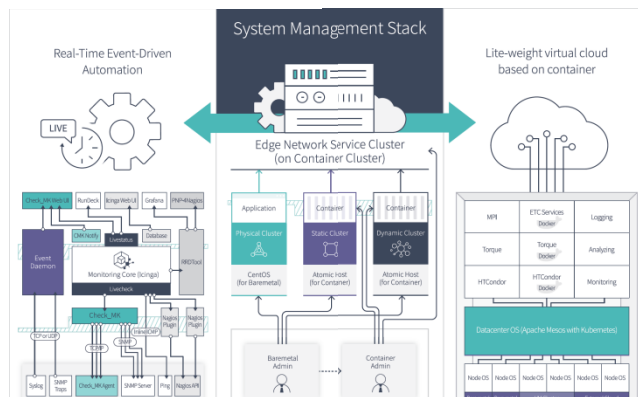 System Management Stack
Real-Time Event-Driven
Automation
LIVE
Check_MK Web UI
RunDeck
Icinga Web UI
Grafana
PNP4Nagios
CMK Notify
Livestatus
Database
Event
Daemon
Monitoring Core (Icinga)
RRDTool
Livecheck
Check_MK
Nagios
Plugin
Nagios
Plugin
TCP or UDP
TCP/IP
SNMP
Syslog
SNMP
Traps
Check_MK Agent
SNMP Server
Ping
Nagios API
Edge Network Service Cluster
(on Container Cluster)
Application
Container
Container
Physical Cluster
Static Cluster
Dynamic Cluster
CentOS
(for Baremetal)
Atomic Host
(for Container)
Atomic Host
(for Container)
Baremetal
Admin
Container
Admin
Lite-weight virtual cloud
based on container
MPI
ETC Services
Docker
Logging
Torque
Torque
Docker
Analyzing
HTCondor
HTCondor
Docker
Monitoring
Datacenter OS (Apache Mesos with Kubernetes)
Node OS
Node OS
Node OS
Node OS
Node OS
Node OS